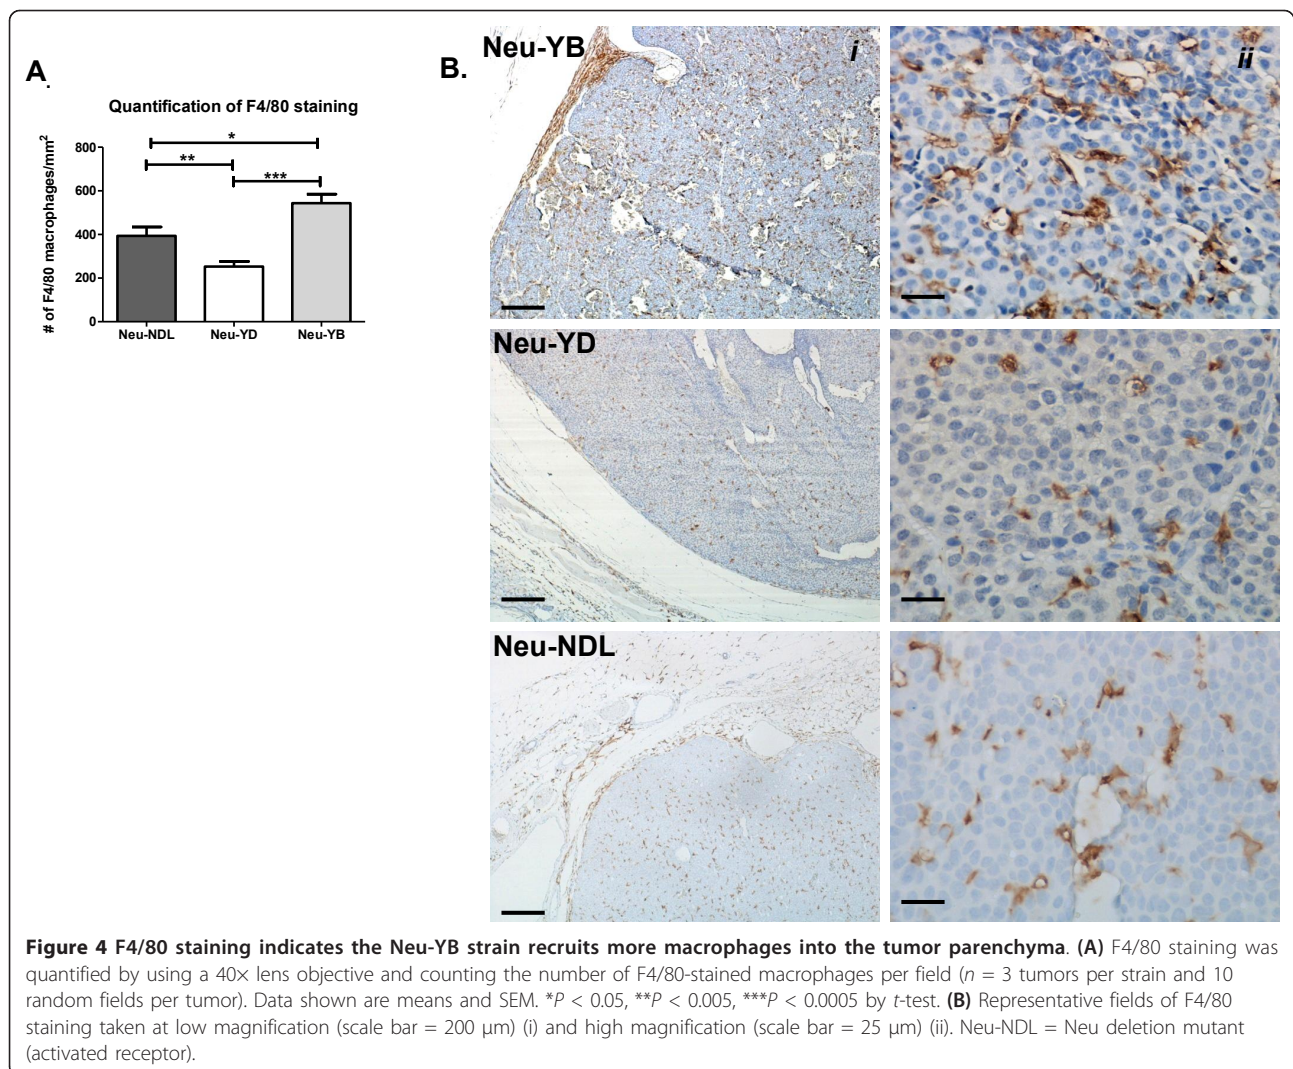 A.
Quantification of F4/80 staining
# of F4/80 macrophages/mm²
800
600
400
200
0
*
**
***
Neu-NDL
Neu-YD
Neu-YB
B.
Neu-YB
i
ii
Neu-YD
Neu-NDL
Figure 4 F4/80 staining indicates the Neu-YB strain recruits more macrophages into the tumor parenchyma. (A) F4/80 staining was
quantified by using a 40× lens objective and counting the number of F4/80-stained macrophages per field (n = 3 tumors per strain and 10
random fields per tumor). Data shown are means and SEM. *P < 0.05, **P < 0.005, ***P < 0.0005 by t-test. (B) Representative fields of F4/80
staining taken at low magnification (scale bar = 200 μm) (i) and high magnification (scale bar = 25 μm) (ii). Neu-NDL = Neu deletion mutant
(activated receptor).